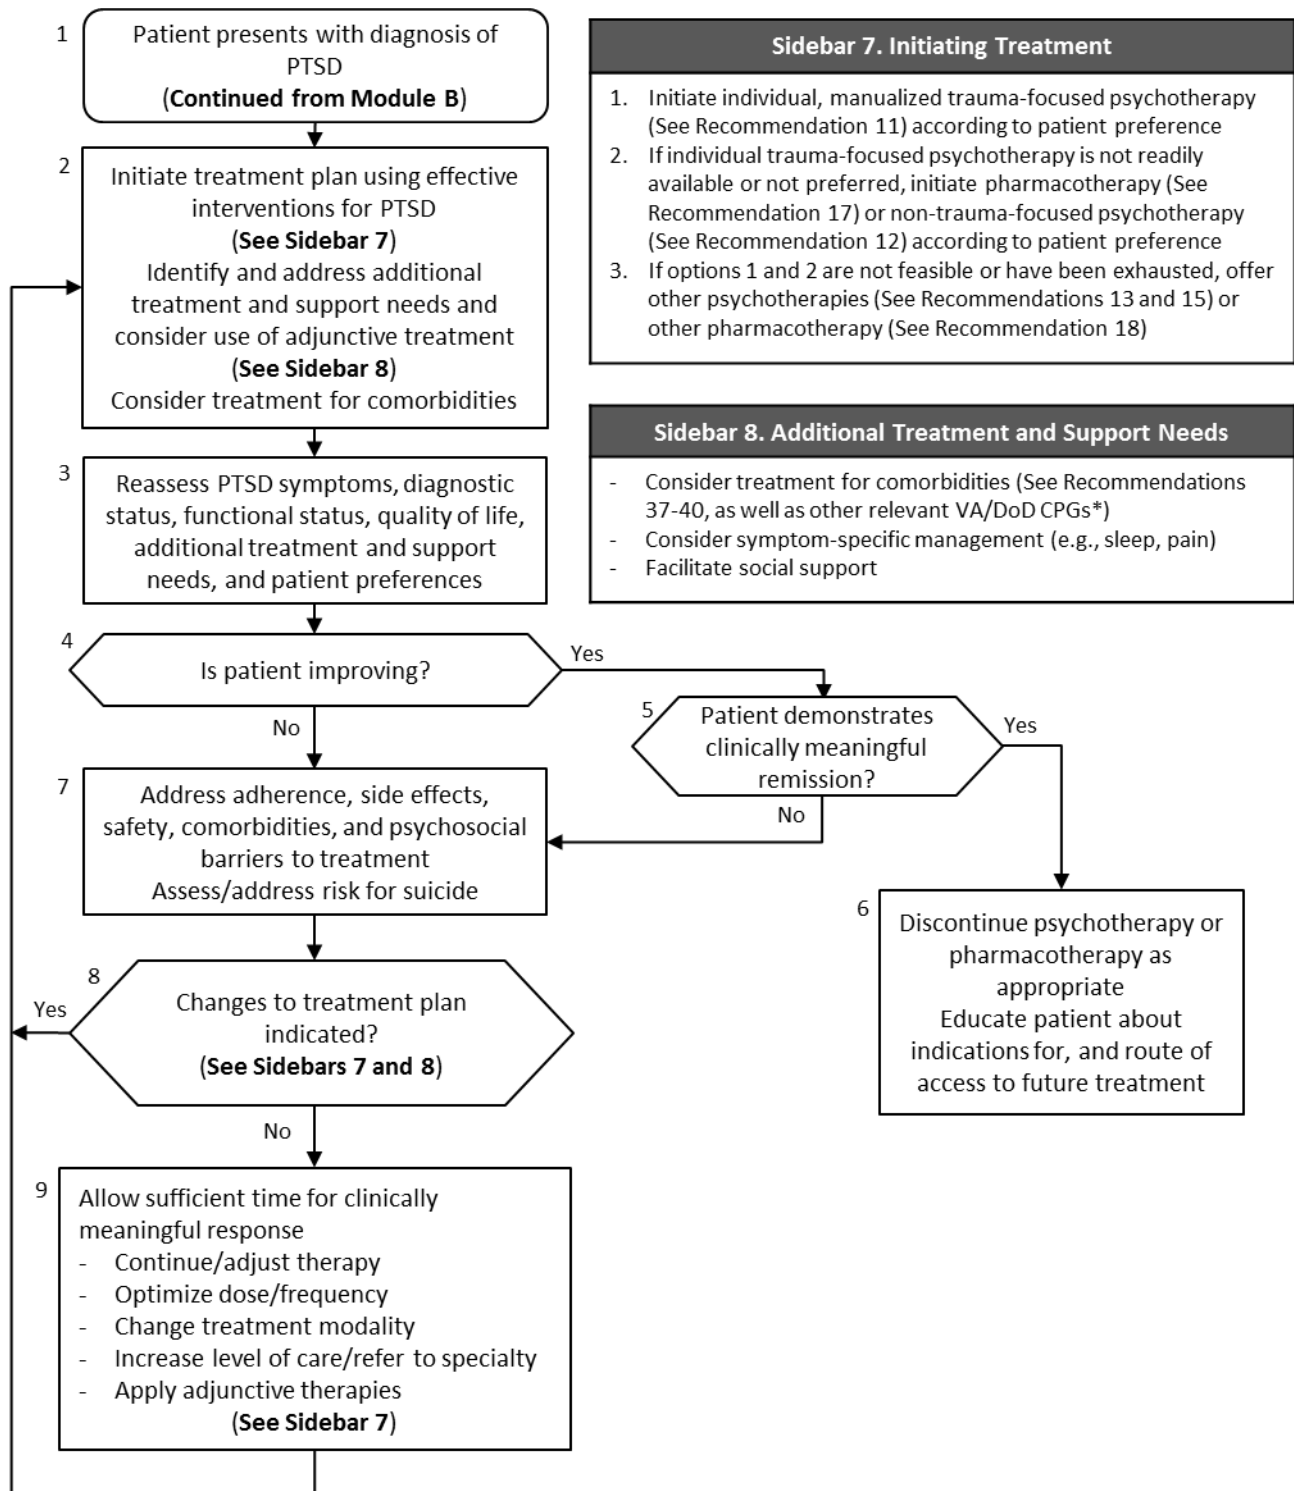 1
Patient presents with diagnosis of
PTSD
(Continued from Module B)
2
Initiate treatment plan using effective
interventions for PTSD
(See Sidebar 7)
Identify and address additional
treatment and support needs and
consider use of adjunctive treatment
(See Sidebar 8)
Consider treatment for comorbidities
Sidebar 7. Initiating Treatment
1. Initiate individual, manualized trauma-focused psychotherapy
(See Recommendation 11) according to patient preference
2. If individual trauma-focused psychotherapy is not readily
available or not preferred, initiate pharmacotherapy (See
Recommendation 17) or non-trauma-focused psychotherapy
(See Recommendation 12) according to patient preference
3. If options 1 and 2 are not feasible or have been exhausted, offer
other psychotherapies (See Recommendations 13 and 15) or
other pharmacotherapy (See Recommendation 18)
Sidebar 8. Additional Treatment and Support Needs
- Consider treatment for comorbidities (See Recommendations
37-40, as well as other relevant VA/DoD CPGs*)
- Consider symptom-specific management (e.g., sleep, pain)
- Facilitate social support
3
Reassess PTSD symptoms, diagnostic
status, functional status, quality of life,
additional treatment and support
needs, and patient preferences
4
Is patient improving?
Yes
No
5
Patient demonstrates
clinically meaningful
remission?
Yes
No
6
Discontinue psychotherapy or
pharmacotherapy as
appropriate
Educate patient about
indications for, and route of
access to future treatment
7
Address adherence, side effects,
safety, comorbidities, and psychosocial
barriers to treatment
Assess/address risk for suicide
8
Changes to treatment plan
indicated?
(See Sidebars 7 and 8)
Yes
No
9
Allow sufficient time for clinically
meaningful response
- Continue/adjust therapy
- Optimize dose/frequency
- Change treatment modality
- Increase level of care/refer to specialty
- Apply adjunctive therapies
(See Sidebar 7)